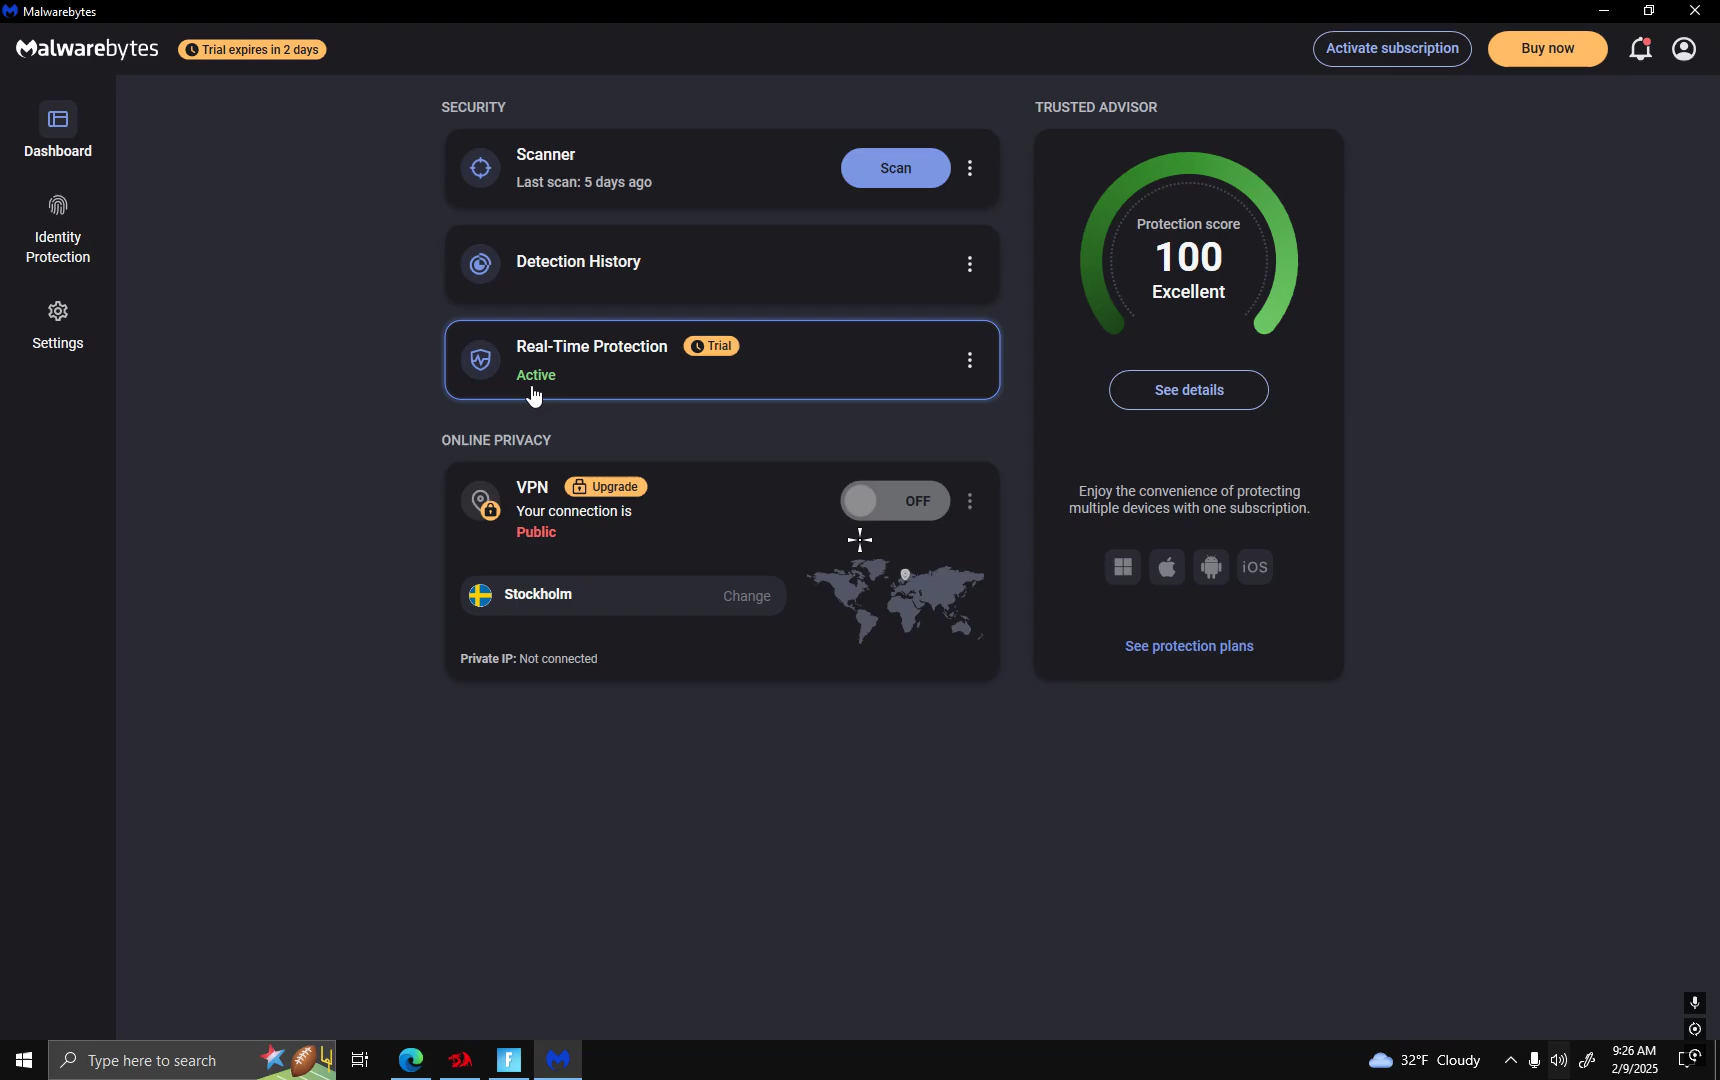 Malwarebytes
Malwarebytes
Trial expires in 2 days
Activate subscription
Buy now
Dashboard
Identity
Protection
Settings
SECURITY
Scanner
Last scan: 5 days ago
Scan
Detection History
Real-Time Protection
Trial
Active
ONLINE PRIVACY
VPN
Upgrade
Your connection is
Public
OFF
Stockholm
Change
Private IP: Not connected
TRUSTED ADVISOR
Protection score
100
Excellent
See details
Enjoy the convenience of protecting
multiple devices with one subscription.
iOS
See protection plans
Type here to search
F
32°F Cloudy
9:26 AM
2/9/2025